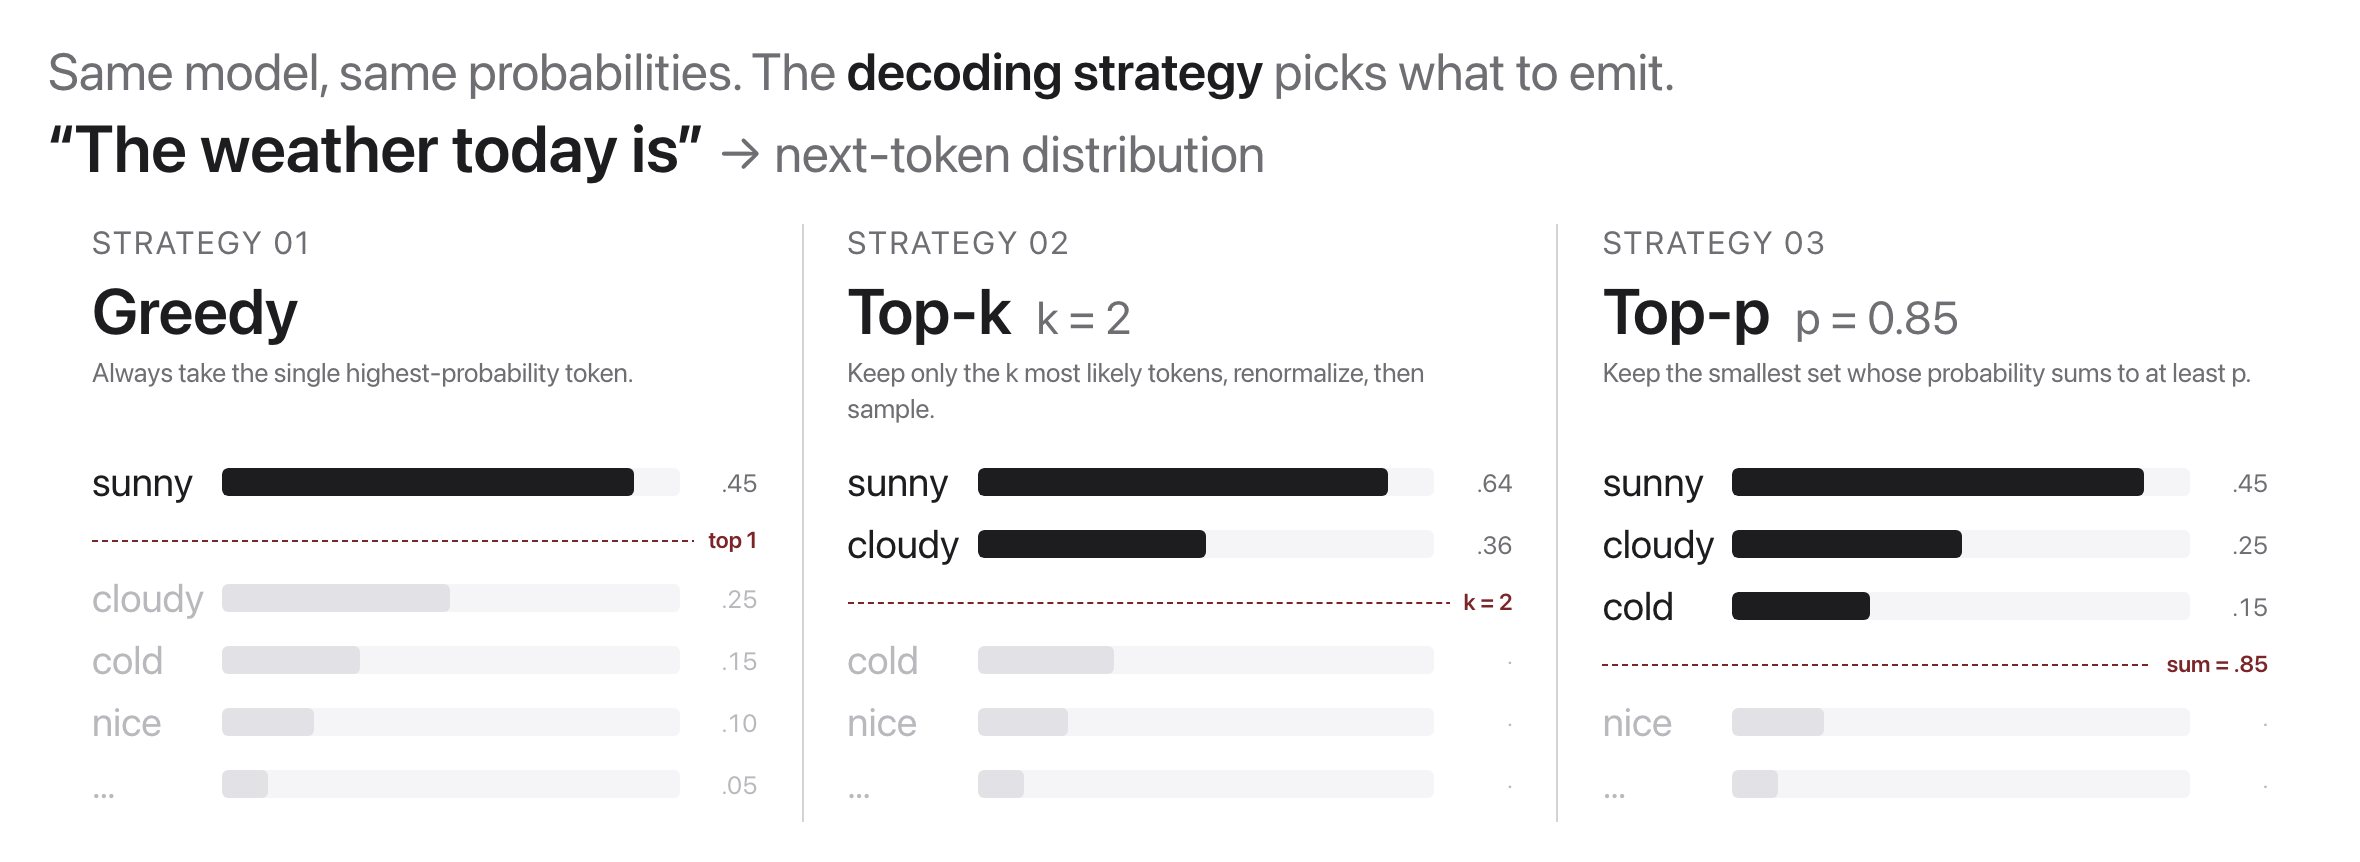 Same model, same probabilities. The decoding strategy picks what to emit.
“The weather today is” → next-token distribution
STRATEGY 01
Greedy
Always take the single highest-probability token.
sunny .45
top 1
cloudy .25
cold .15
nice .10
... .05
STRATEGY 02
Top-k k = 2
Keep only the k most likely tokens, renormalize, then
sample.
sunny .64
cloudy .36
k = 2
cold ·
nice ·
... ·
STRATEGY 03
Top-p p = 0.85
Keep the smallest set whose probability sums to at least p.
sunny .45
cloudy .25
cold .15
sum = .85
nice ·
... ·